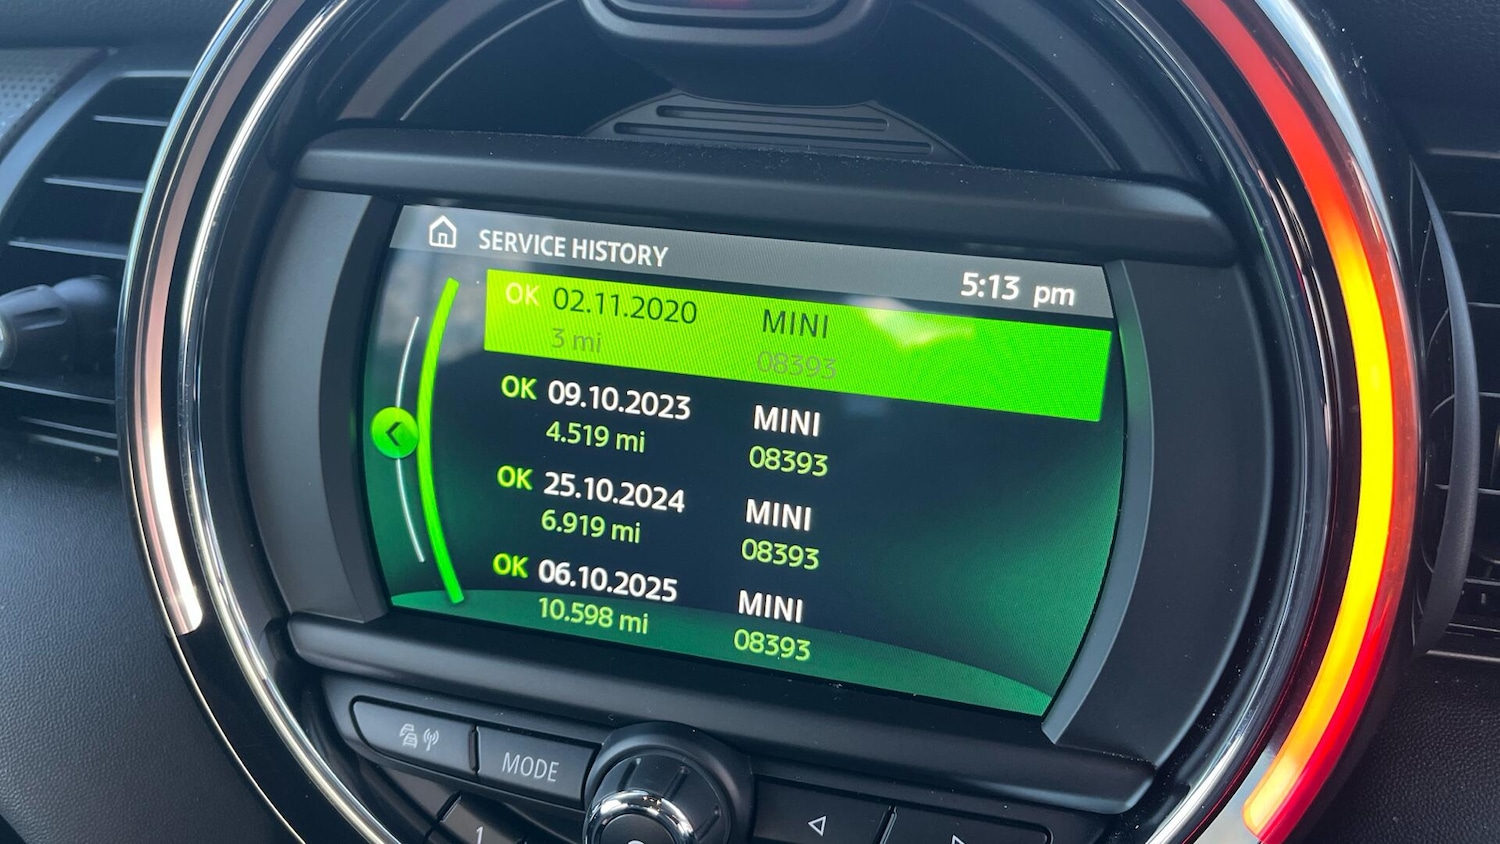 SERVICE HISTORY
5:13 pm
OK 02.11.2020 MINI
3 mi 08393
OK 09.10.2023 MINI
4.519 mi 08393
OK 25.10.2024 MINI
6.919 mi 08393
OK 06.10.2025 MINI
10.598 mi 08393
MODE
1